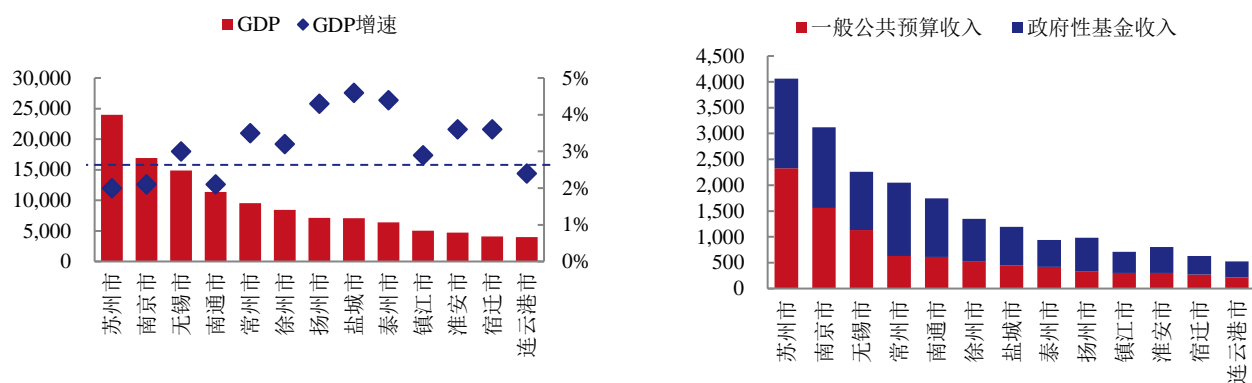 GDP GDP增速
30,000
25,000
20,000
15,000
10,000
5,000
0
5%
4%
3%
2%
1%
0%
苏州市
南京市
无锡市
南通市
常州市
徐州市
扬州市
盐城市
泰州市
镇江市
淮安市
宿迁市
连云港市
一般公共预算收入 政府性基金收入
4,500
4,000
3,500
3,000
2,500
2,000
1,500
1,000
500
0
苏州市
南京市
无锡市
常州市
南通市
徐州市
盐城市
泰州市
扬州市
镇江市
淮安市
宿迁市
连云港市